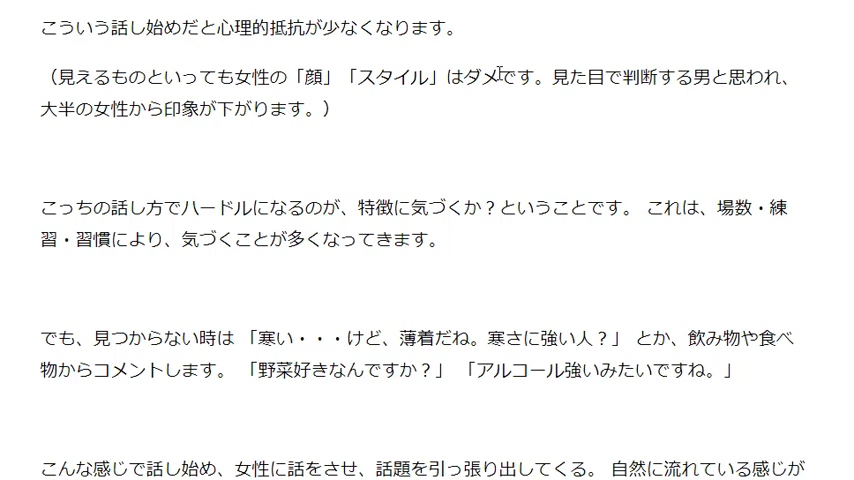 こういう話し始めだと心理的抵抗が少なくなります。
（見えるものといっても女性の「顔」「スタイル」はダメです。見た目で判断する男と思われ、
大半の女性から印象が下がります。）
こっちの話し方でハードルになるのが、特徴に気づくか？ということです。 これは、場数・練
習・習慣により、気づくことが多くなってきます。
でも、見つからない時は 「寒い・・・けど、薄着だね。寒さに強い人？」 とか、飲み物や食べ
物からコメントします。 「野菜好きなんですか？」 「アルコール強いみたいですね。」
こんな感じで話し始め、女性に話をさせ、話題を引っ張り出してくる。 自然に流れている感じが